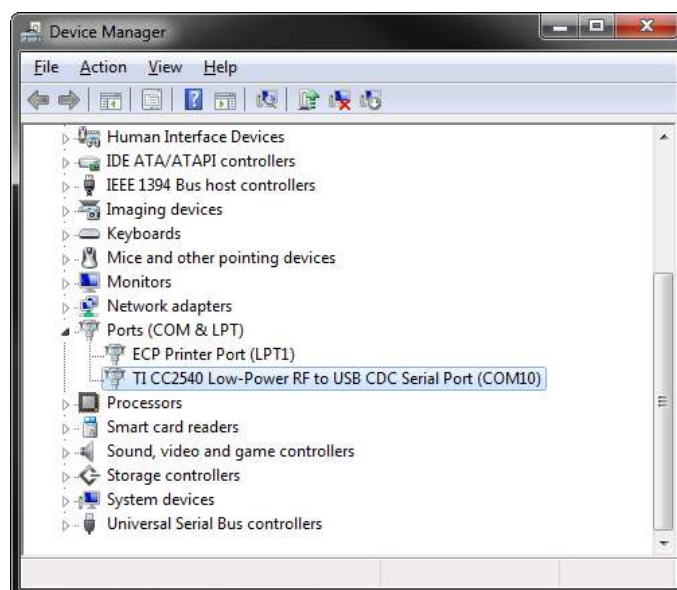 Device Manager
File Action View Help
Human Interface Devices
IDE ATA/ATAPI controllers
IEEE 1394 Bus host controllers
Imaging devices
Keyboards
Mice and other pointing devices
Monitors
Network adapters
Ports (COM & LPT)
ECP Printer Port (LPT1)
TI CC2540 Low-Power RF to USB CDC Serial Port (COM10)
Processors
Smart card readers
Sound, video and game controllers
Storage controllers
System devices
Universal Serial Bus controllers